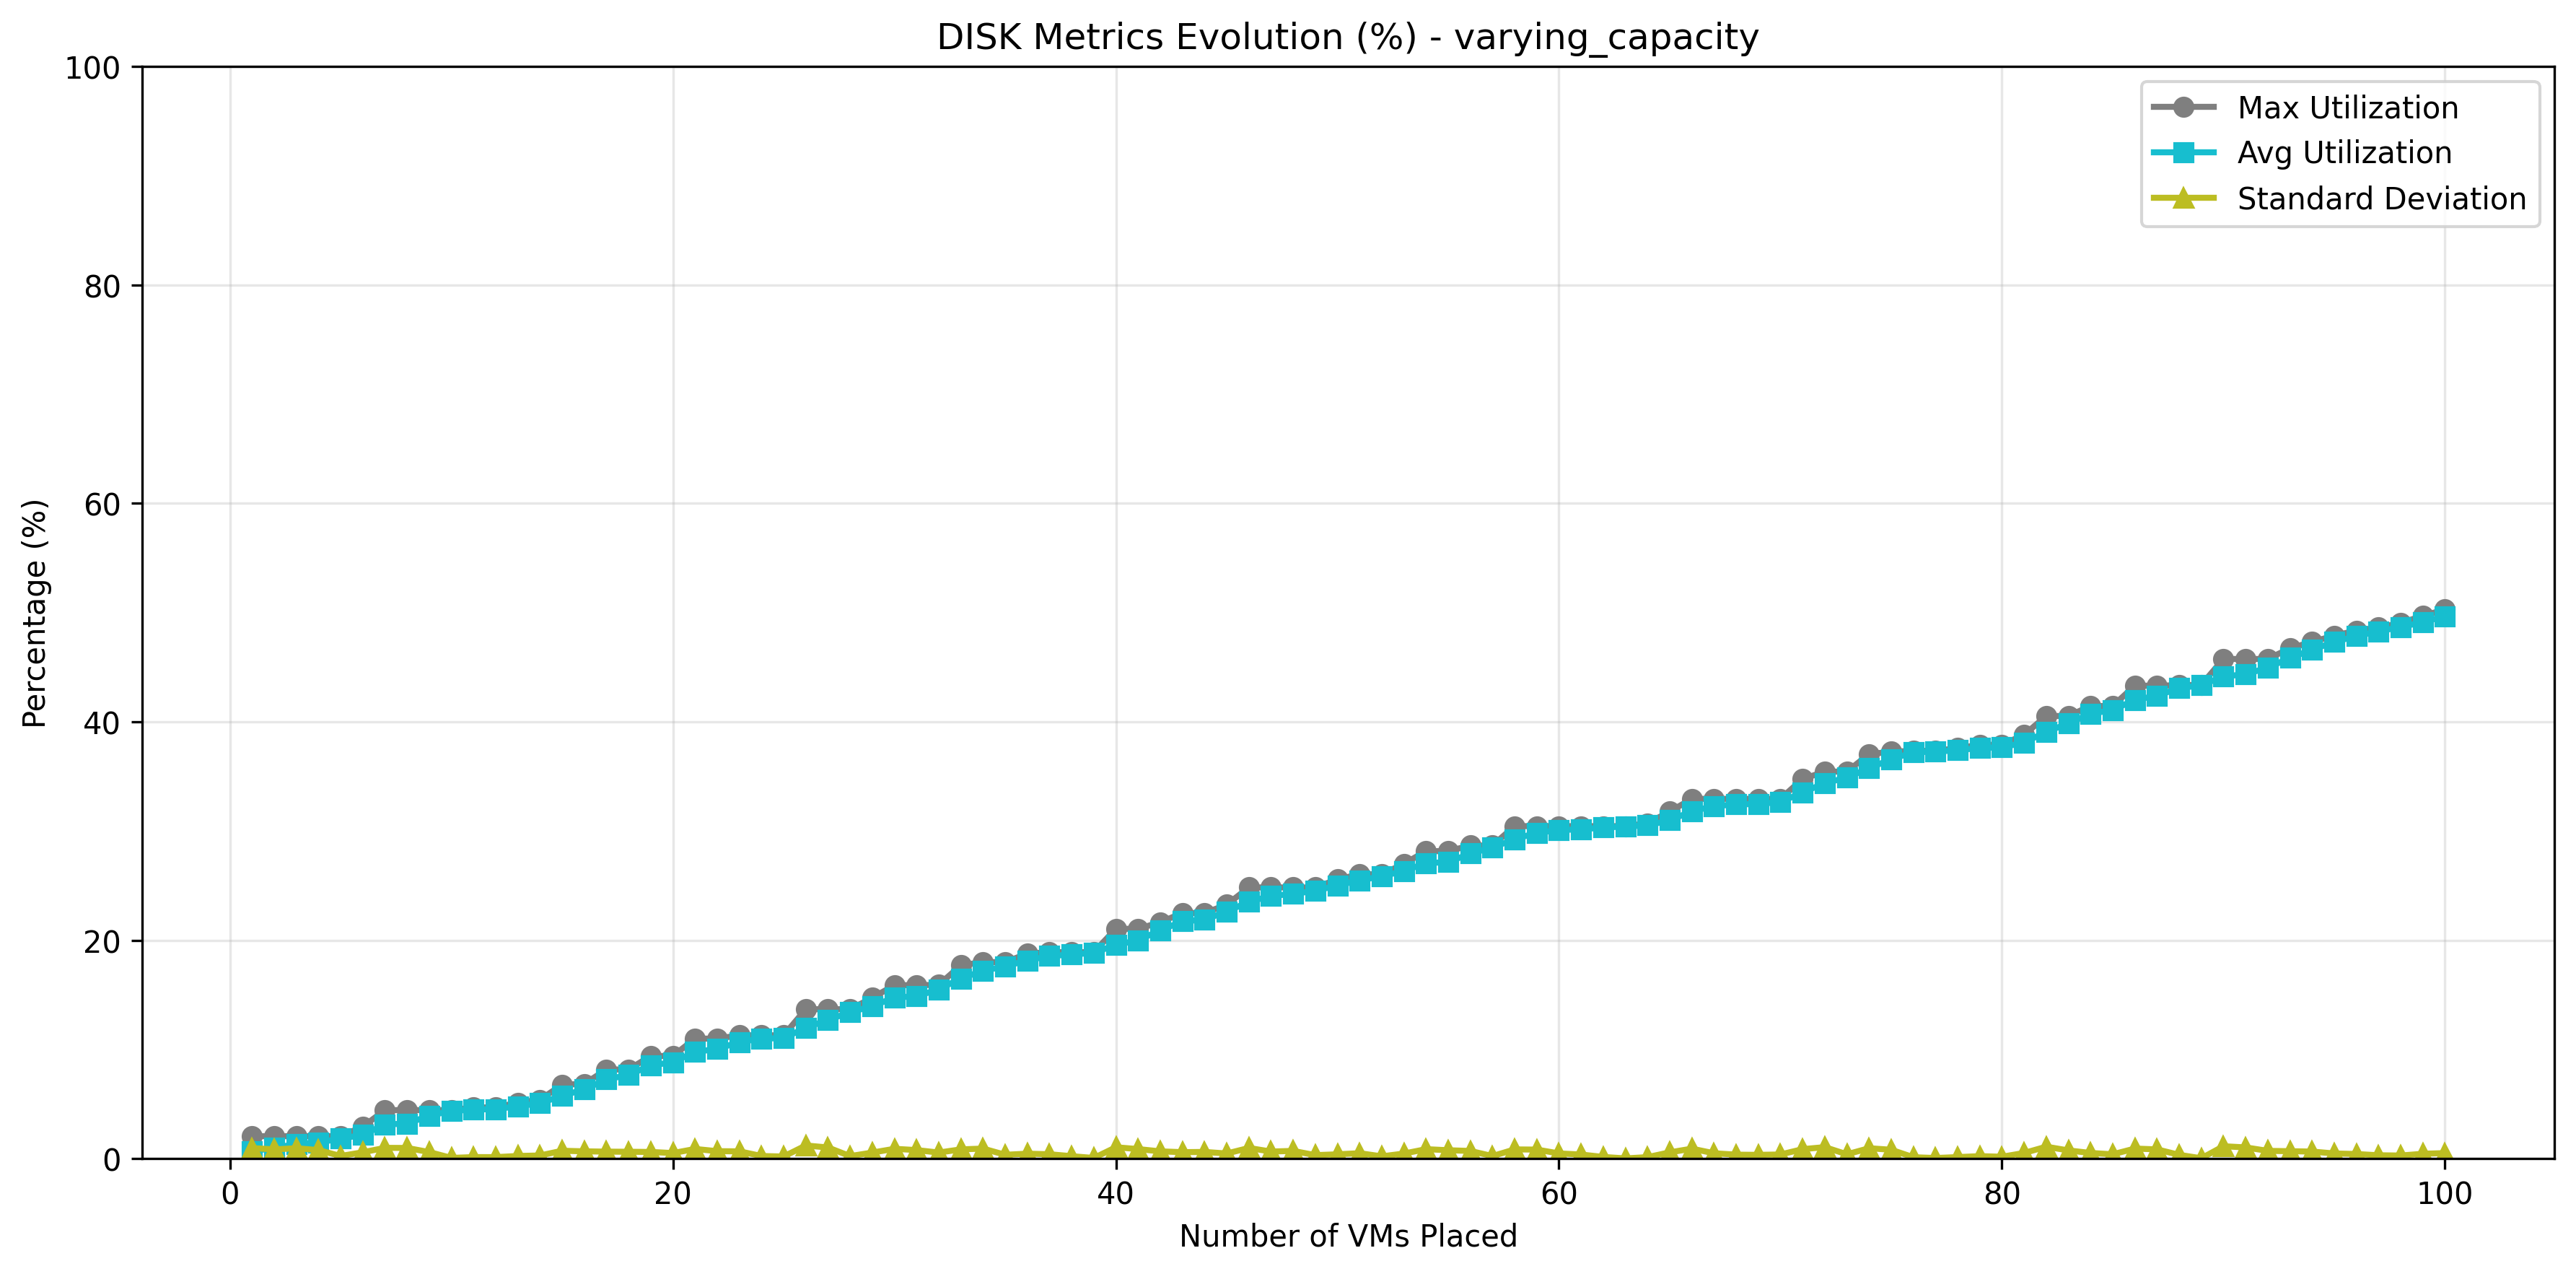 DISK Metrics Evolution (%) - varying_capacity
100
80
60
40
20
0
Percentage (%)
Max Utilization
Avg Utilization
Standard Deviation
0 20 40 60 80 100
Number of VMs Placed